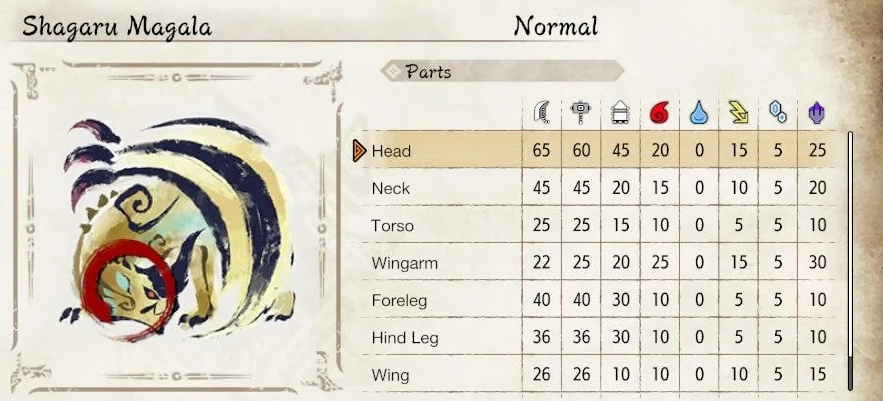 Shagaru Magala Normal
Parts
Head 65 60 45 20 0 15 5 25
Neck 45 45 20 15 0 10 5 20
Torso 25 25 15 10 0 5 5 10
Wingarm 22 25 20 25 0 15 5 30
Foreleg 40 40 30 10 0 5 5 10
Hind Leg 36 36 30 10 0 5 5 10
Wing 26 26 10 10 0 10 5 15